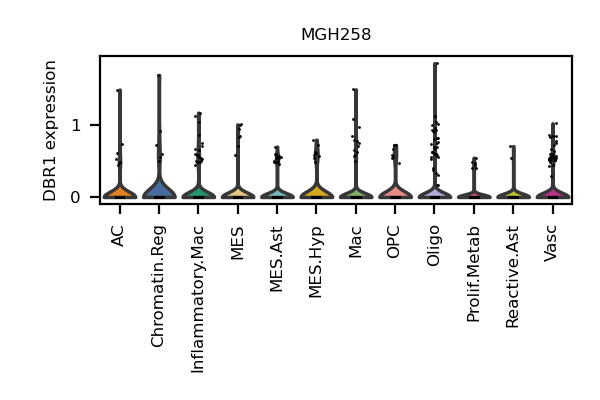 MGH258
DBR1 expression
1
0
AC
Chromatin.Reg
Inflammatory.Mac
MES
MES.Ast
MES.Hyp
Mac
OPC
Oligo
Prolif.Metab
Reactive.Ast
Vasc